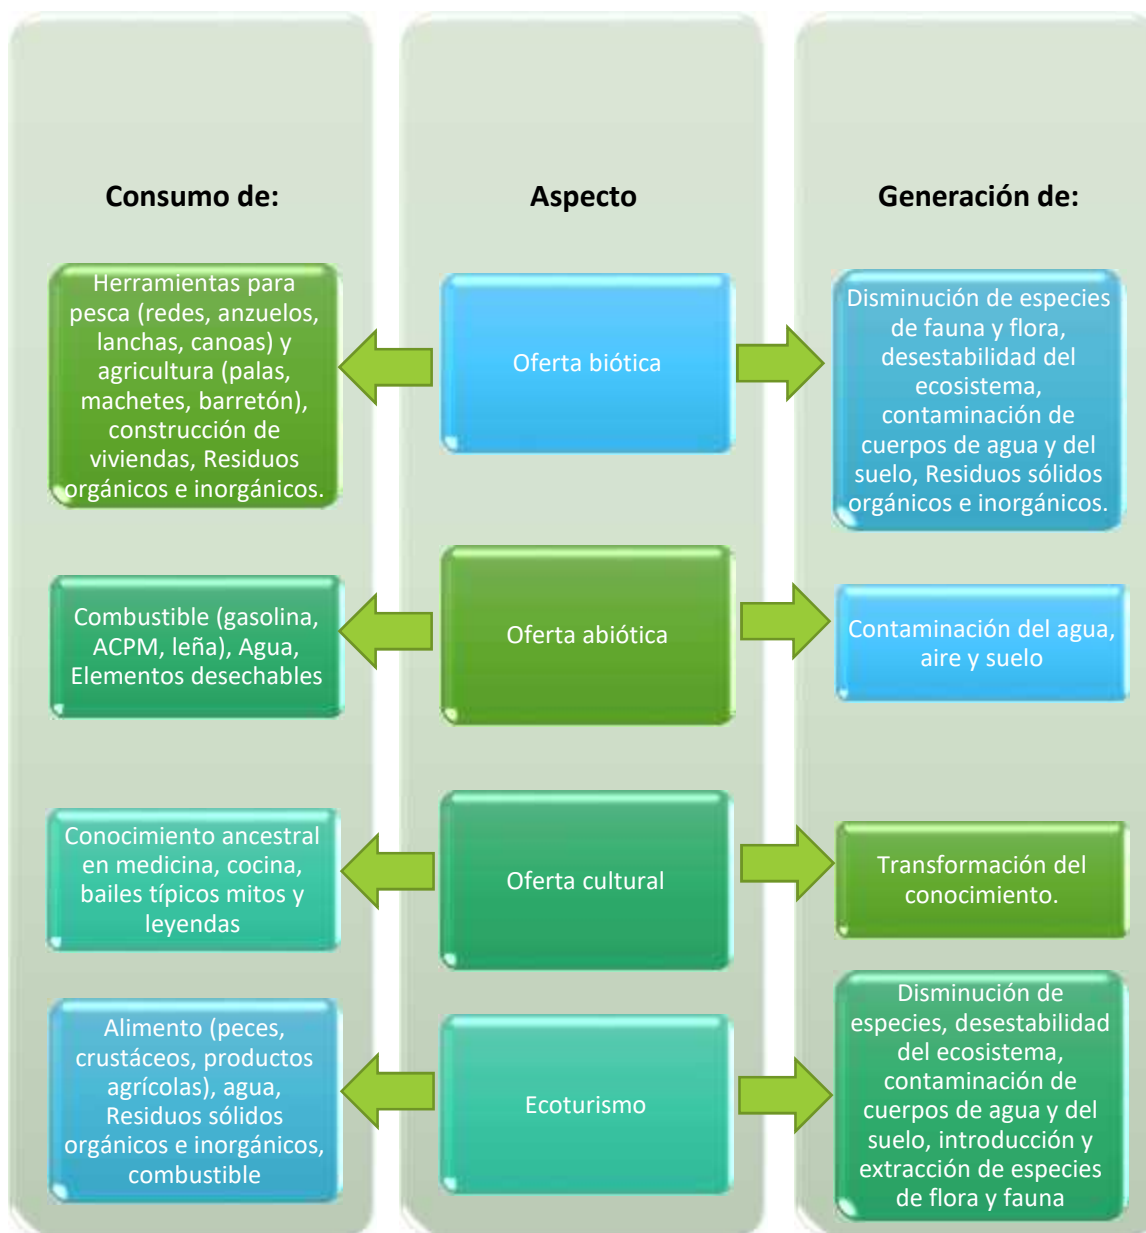 Consumo de:
Aspecto
Generación de:
Herramientas para
pesca (redes, anzuelos,
lanchas, canoas) y
agricultura (palas,
machetes, barretón),
construcción de
viviendas, Residuos
orgánicos e inorgánicos.
Oferta biótica
Disminución de especies
de fauna y flora,
desestabilidad del
ecosistema,
contaminación de
cuerpos de agua y del
suelo, Residuos sólidos
orgánicos e inorgánicos.
Combustible (gasolina,
ACPM, leña), Agua,
Elementos desechables
Oferta abiótica
Contaminación del agua,
aire y suelo
Conocimiento ancestral
en medicina, cocina,
bailes típicos mitos y
leyendas
Oferta cultural
Transformación del
conocimiento.
Alimento (peces,
crustáceos, productos
agrícolas), agua,
Residuos sólidos
orgánicos e inorgánicos,
combustible
Ecoturismo
Disminución de
especies, desestabilidad
del ecosistema,
contaminación de
cuerpos de agua y del
suelo, introducción y
extracción de especies
de flora y fauna